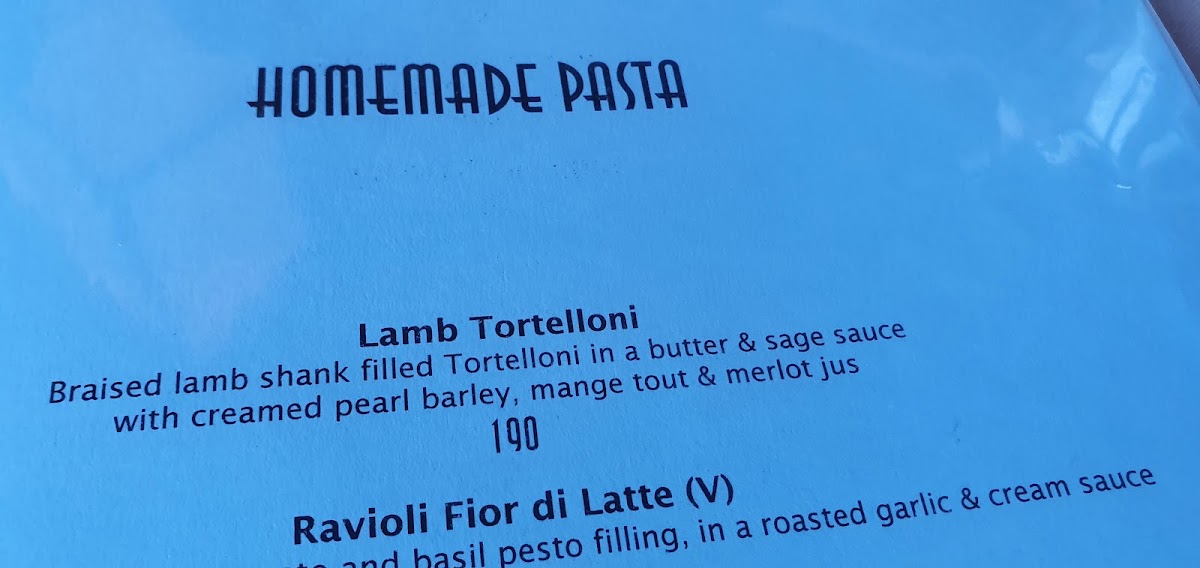 HOMEMADE PASTA
Lamb Tortelloni
Braised lamb shank filled Tortelloni in a butter & sage sauce
with creamed pearl barley, mange tout & merlot jus
190
Ravioli Fior di Latte (V)
and basil pesto filling, in a roasted garlic & cream sauce